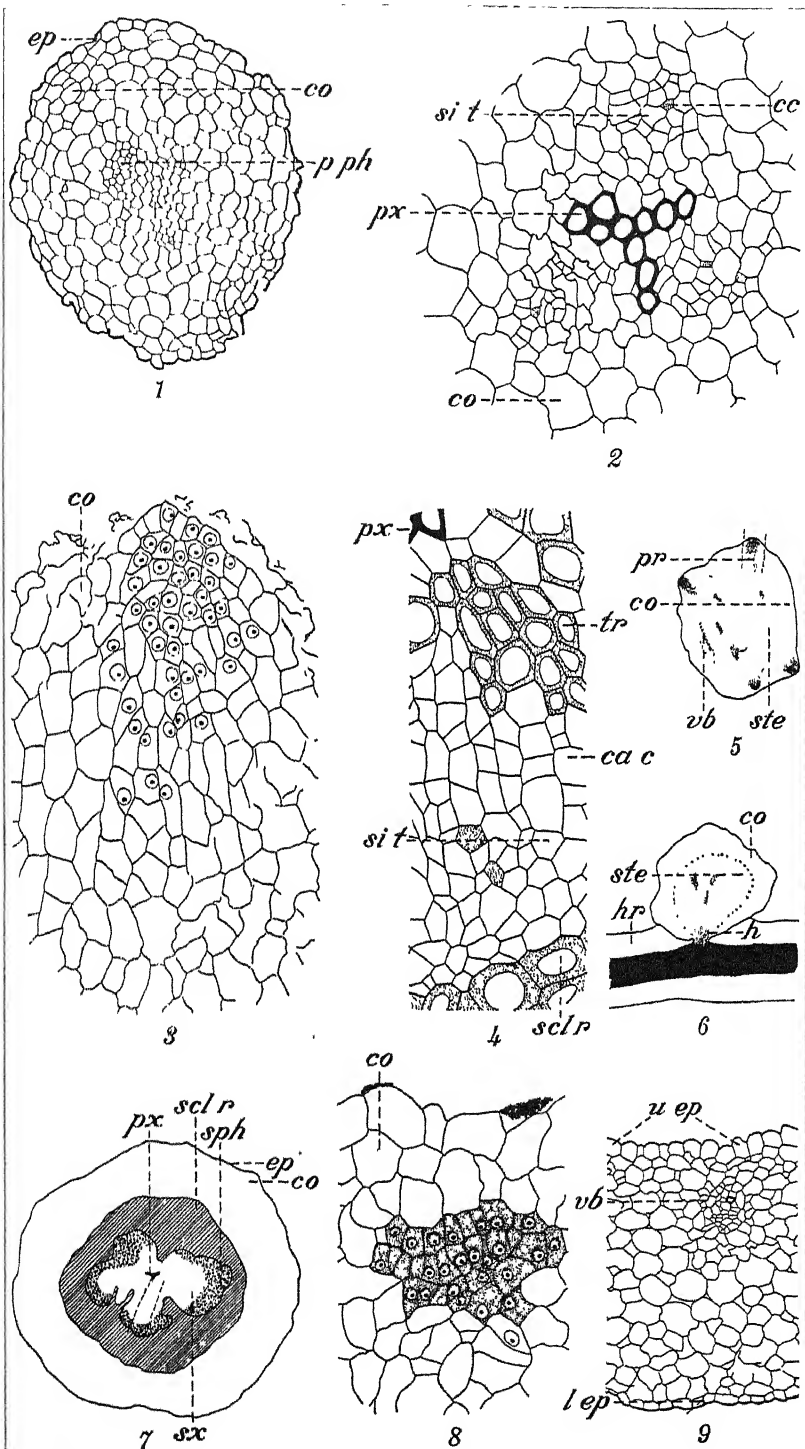 ep
co
p ph
1
si t
cc
px
co
2
co
3
px
tr
ca c
si t
scl r
4
pr
co
vb
ste
5
co
ste
hr
h
6
px
scl r
sph
ep
co
sx
7
co
8
u ep
vb
l ep
9